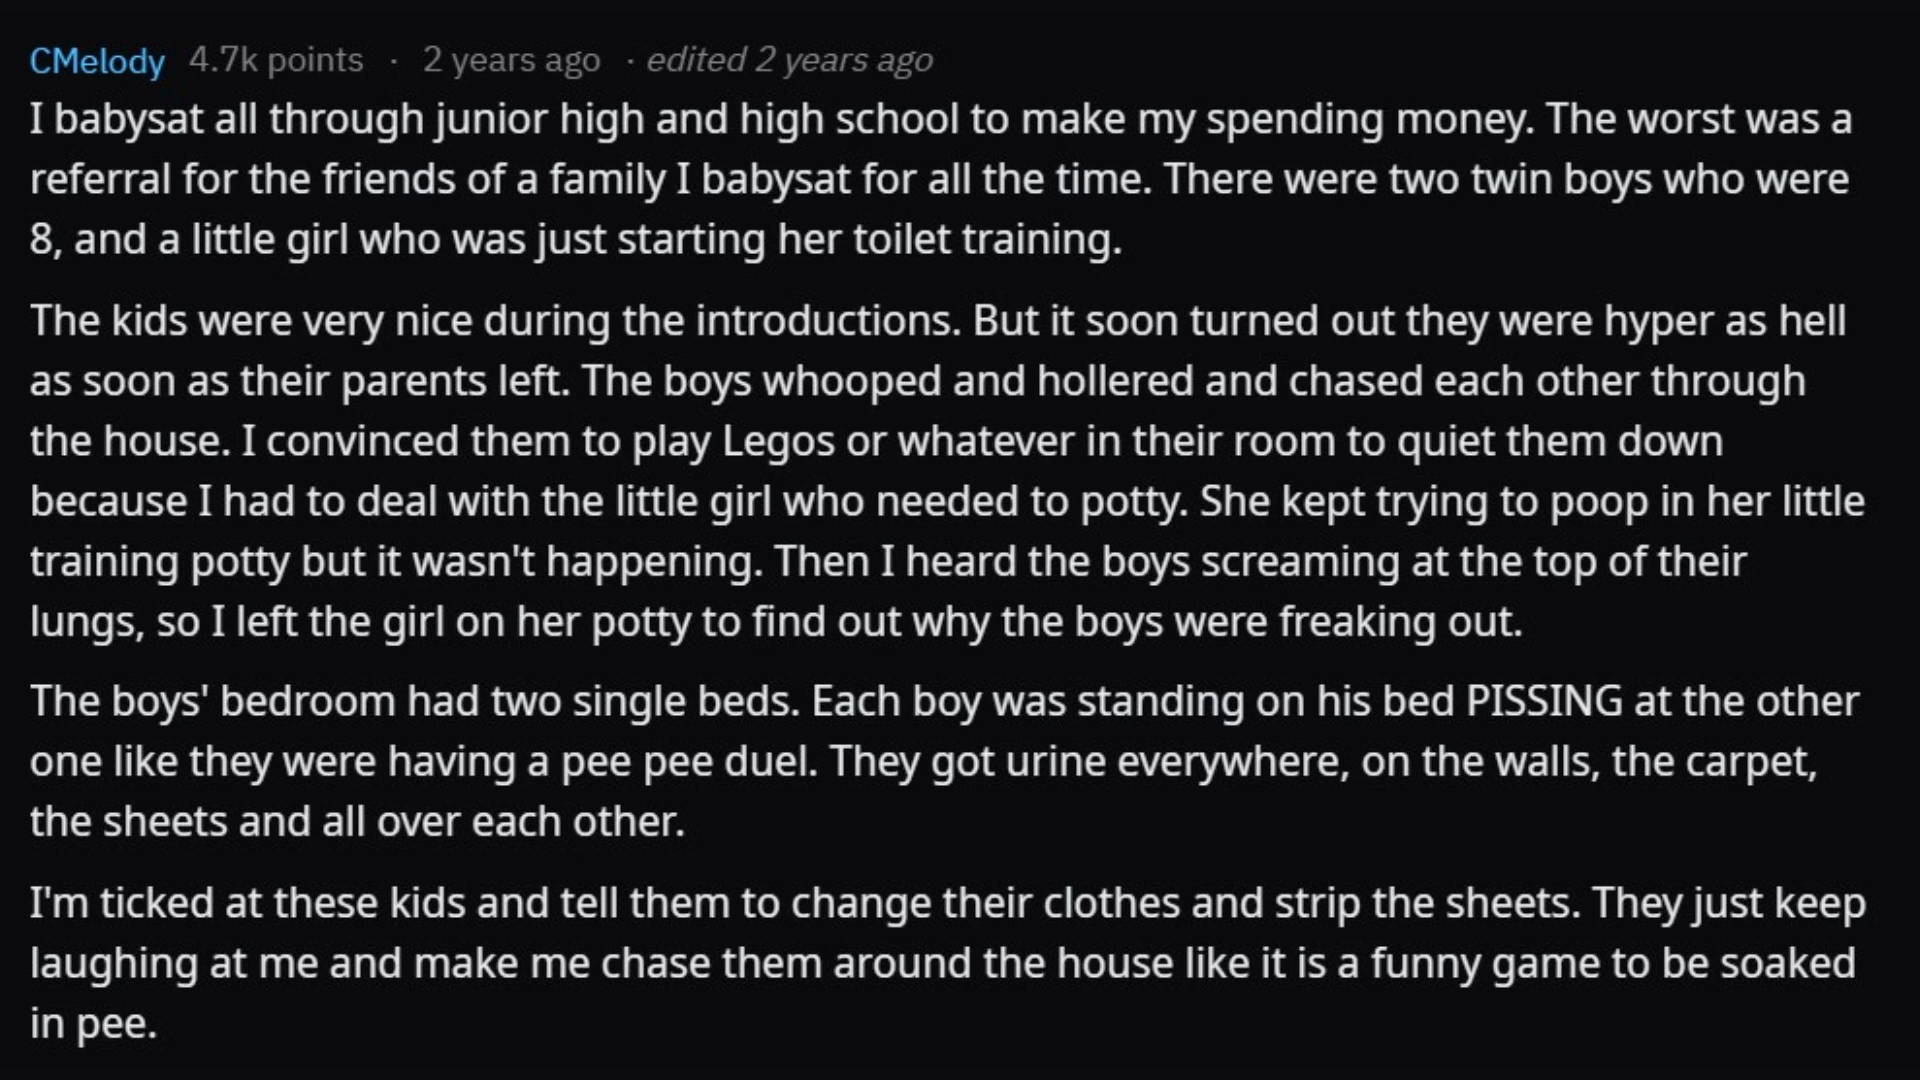 CMelody 4.7k points · 2 years ago · edited 2 years ago
I babysat all through junior high and high school to make my spending money. The worst was a
referral for the friends of a family I babysat for all the time. There were two twin boys who were
8, and a little girl who was just starting her toilet training.
The kids were very nice during the introductions. But it soon turned out they were hyper as hell
as soon as their parents left. The boys whooped and hollered and chased each other through
the house. I convinced them to play Legos or whatever in their room to quiet them down
because I had to deal with the little girl who needed to potty. She kept trying to poop in her little
training potty but it wasn't happening. Then I heard the boys screaming at the top of their
lungs, so I left the girl on her potty to find out why the boys were freaking out.
The boys' bedroom had two single beds. Each boy was standing on his bed PISSING at the other
one like they were having a pee pee duel. They got urine everywhere, on the walls, the carpet,
the sheets and all over each other.
I'm ticked at these kids and tell them to change their clothes and strip the sheets. They just keep
laughing at me and make me chase them around the house like it is a funny game to be soaked
in pee.